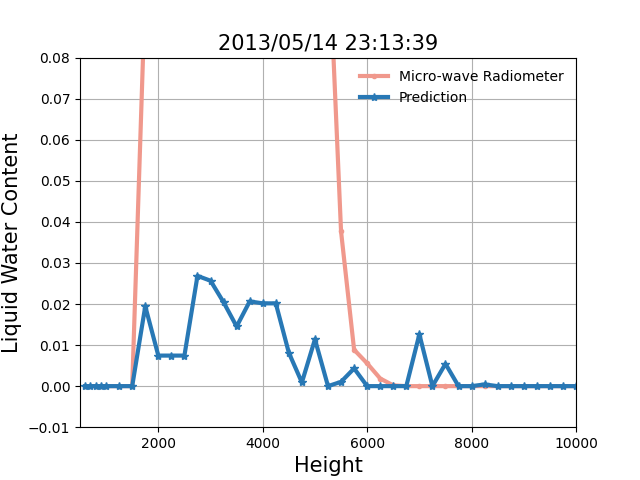 2013/05/14 23:13:39
Micro-wave Radiometer
Prediction
Liquid Water Content
0.08
0.07
0.06
0.05
0.04
0.03
0.02
0.01
0.00
−0.01
2000 4000 6000 8000 10000
Height